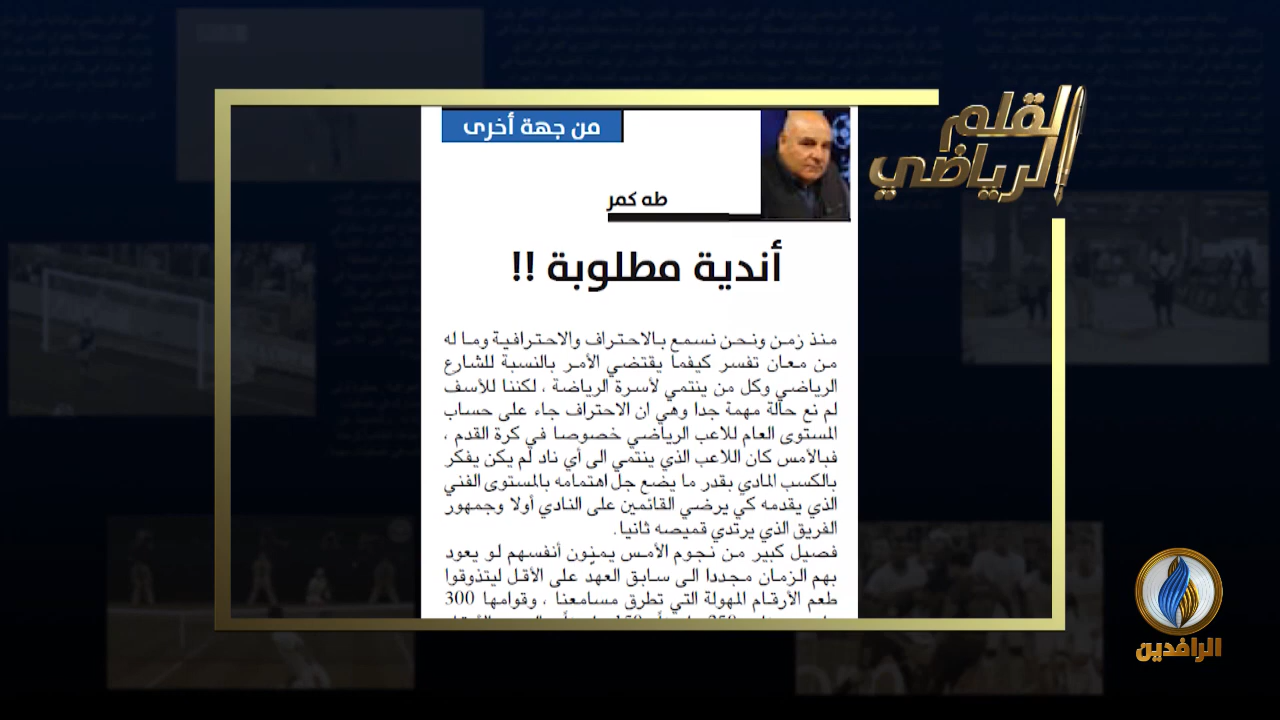 القلم
الرياضي
من جهة أخرى
طه كمر
أندية مطلوبة !!
منذ زمن ونحن نسمع بالاحتراف والاحترافية وما له
من معان تفسر كيفما يقتضي الأمر بالنسبة للشارع
الرياضي وكل من ينتمي لأسرة الرياضة ، لكننا للأسف
لم نع حالة مهمة جدا وهي ان الاحتراف جاء على حساب
المستوى العام للاعب الرياضي خصوصا في كرة القدم ،
فبالأمس كان اللاعب الذي ينتمي الى أي ناد لم يكن يفكر
بالكسب المادي بقدر ما يضع جل اهتمامه بالمستوى الفني
الذي يقدمه كي يرضي القائمين على النادي أولا وجمهور
الفريق الذي يرتدي قميصه ثانيا.
فصيل كبير من نجوم الأمس يمنون أنفسهم لو يعود
بهم الزمان مجددا الى سابق العهد على الأقل ليتذوقوا
طعم الأرقام المهولة التي تطرق مسامعنا ، وقوامها 300
الرافدين